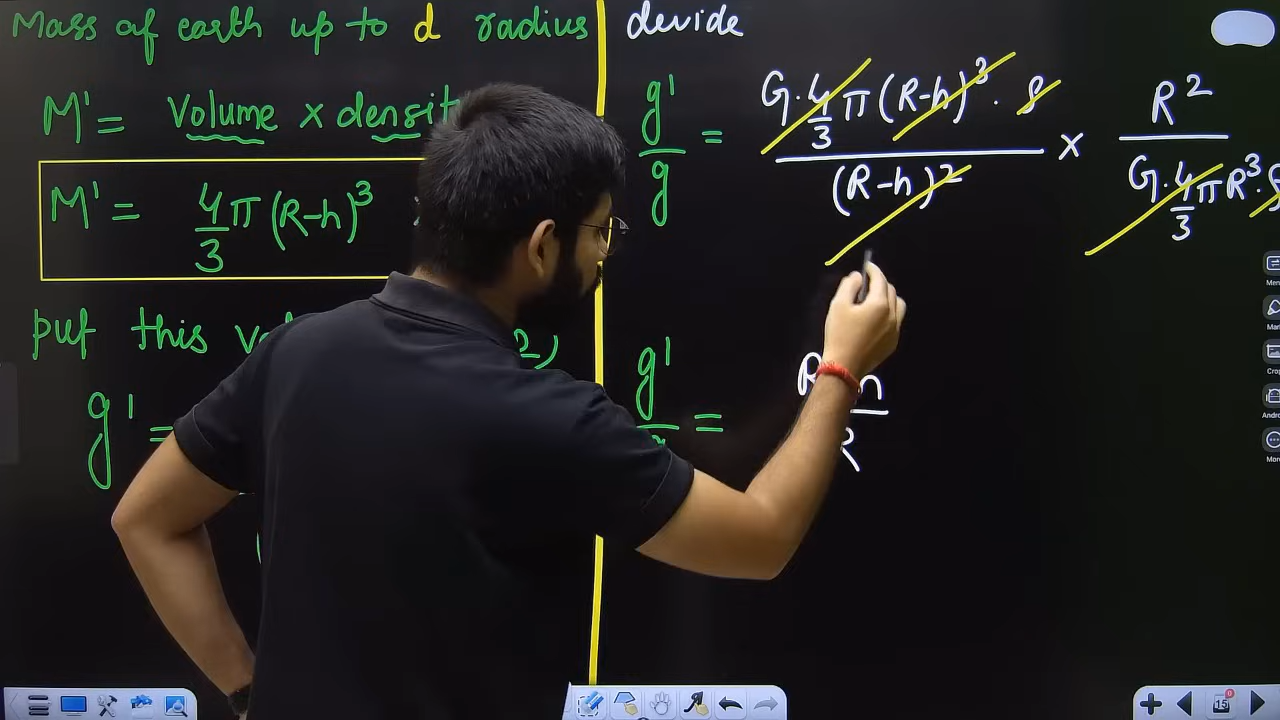 Mass of earth up to d radius
M' = Volume x densit
M' = 4/3 π (R-h)³
put this
g' =
devide
g'/g = G·4/3 π (R-h)³·ρ / (R-h)² x R² / G·4/3 π R³·ρ
g'/ =